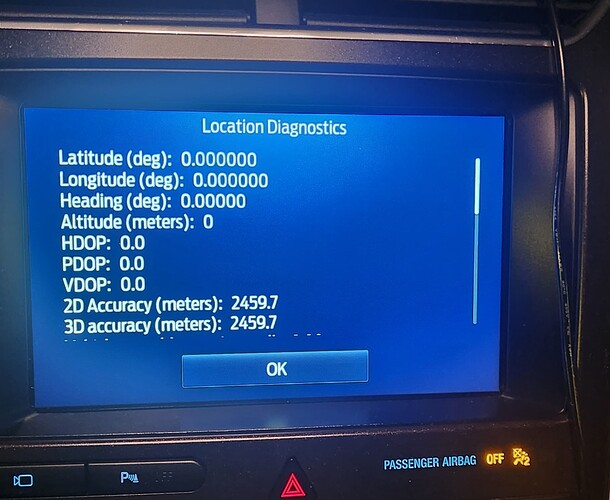 Location Diagnostics
Latitude (deg): 0.000000
Longitude (deg): 0.000000
Heading (deg): 0.00000
Altitude (meters): 0
HDOP: 0.0
PDOP: 0.0
VDOP: 0.0
2D Accuracy (meters): 2459.7
3D accuracy (meters): 2459.7
OK
PASSENGER AIRBAG OFF 2
P OFF